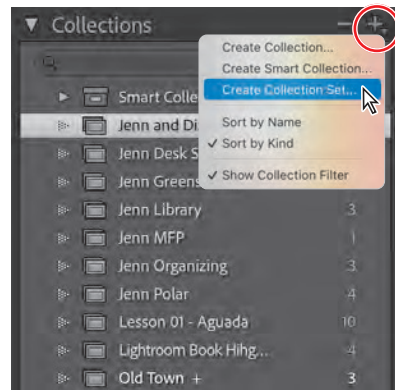 Collections
Create Collection...
Create Smart Collection...
Smart Colle
Create Collection Set...
Jenn and Di
Sort by Name
Jenn Desk S
✓ Sort by Kind
Jenn Greens
✓ Show Collection Filter
Jenn Library 3
Jenn MFP 1
Jenn Organizing 3
Jenn Polar 4
Lesson 01 - Aguada 10
Lightroom Book Hihg... 4
Old Town + 3